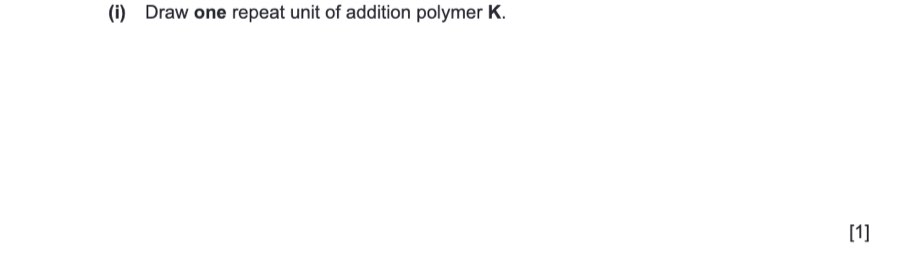 (i) Draw one repeat unit of addition polymer K.
[1]